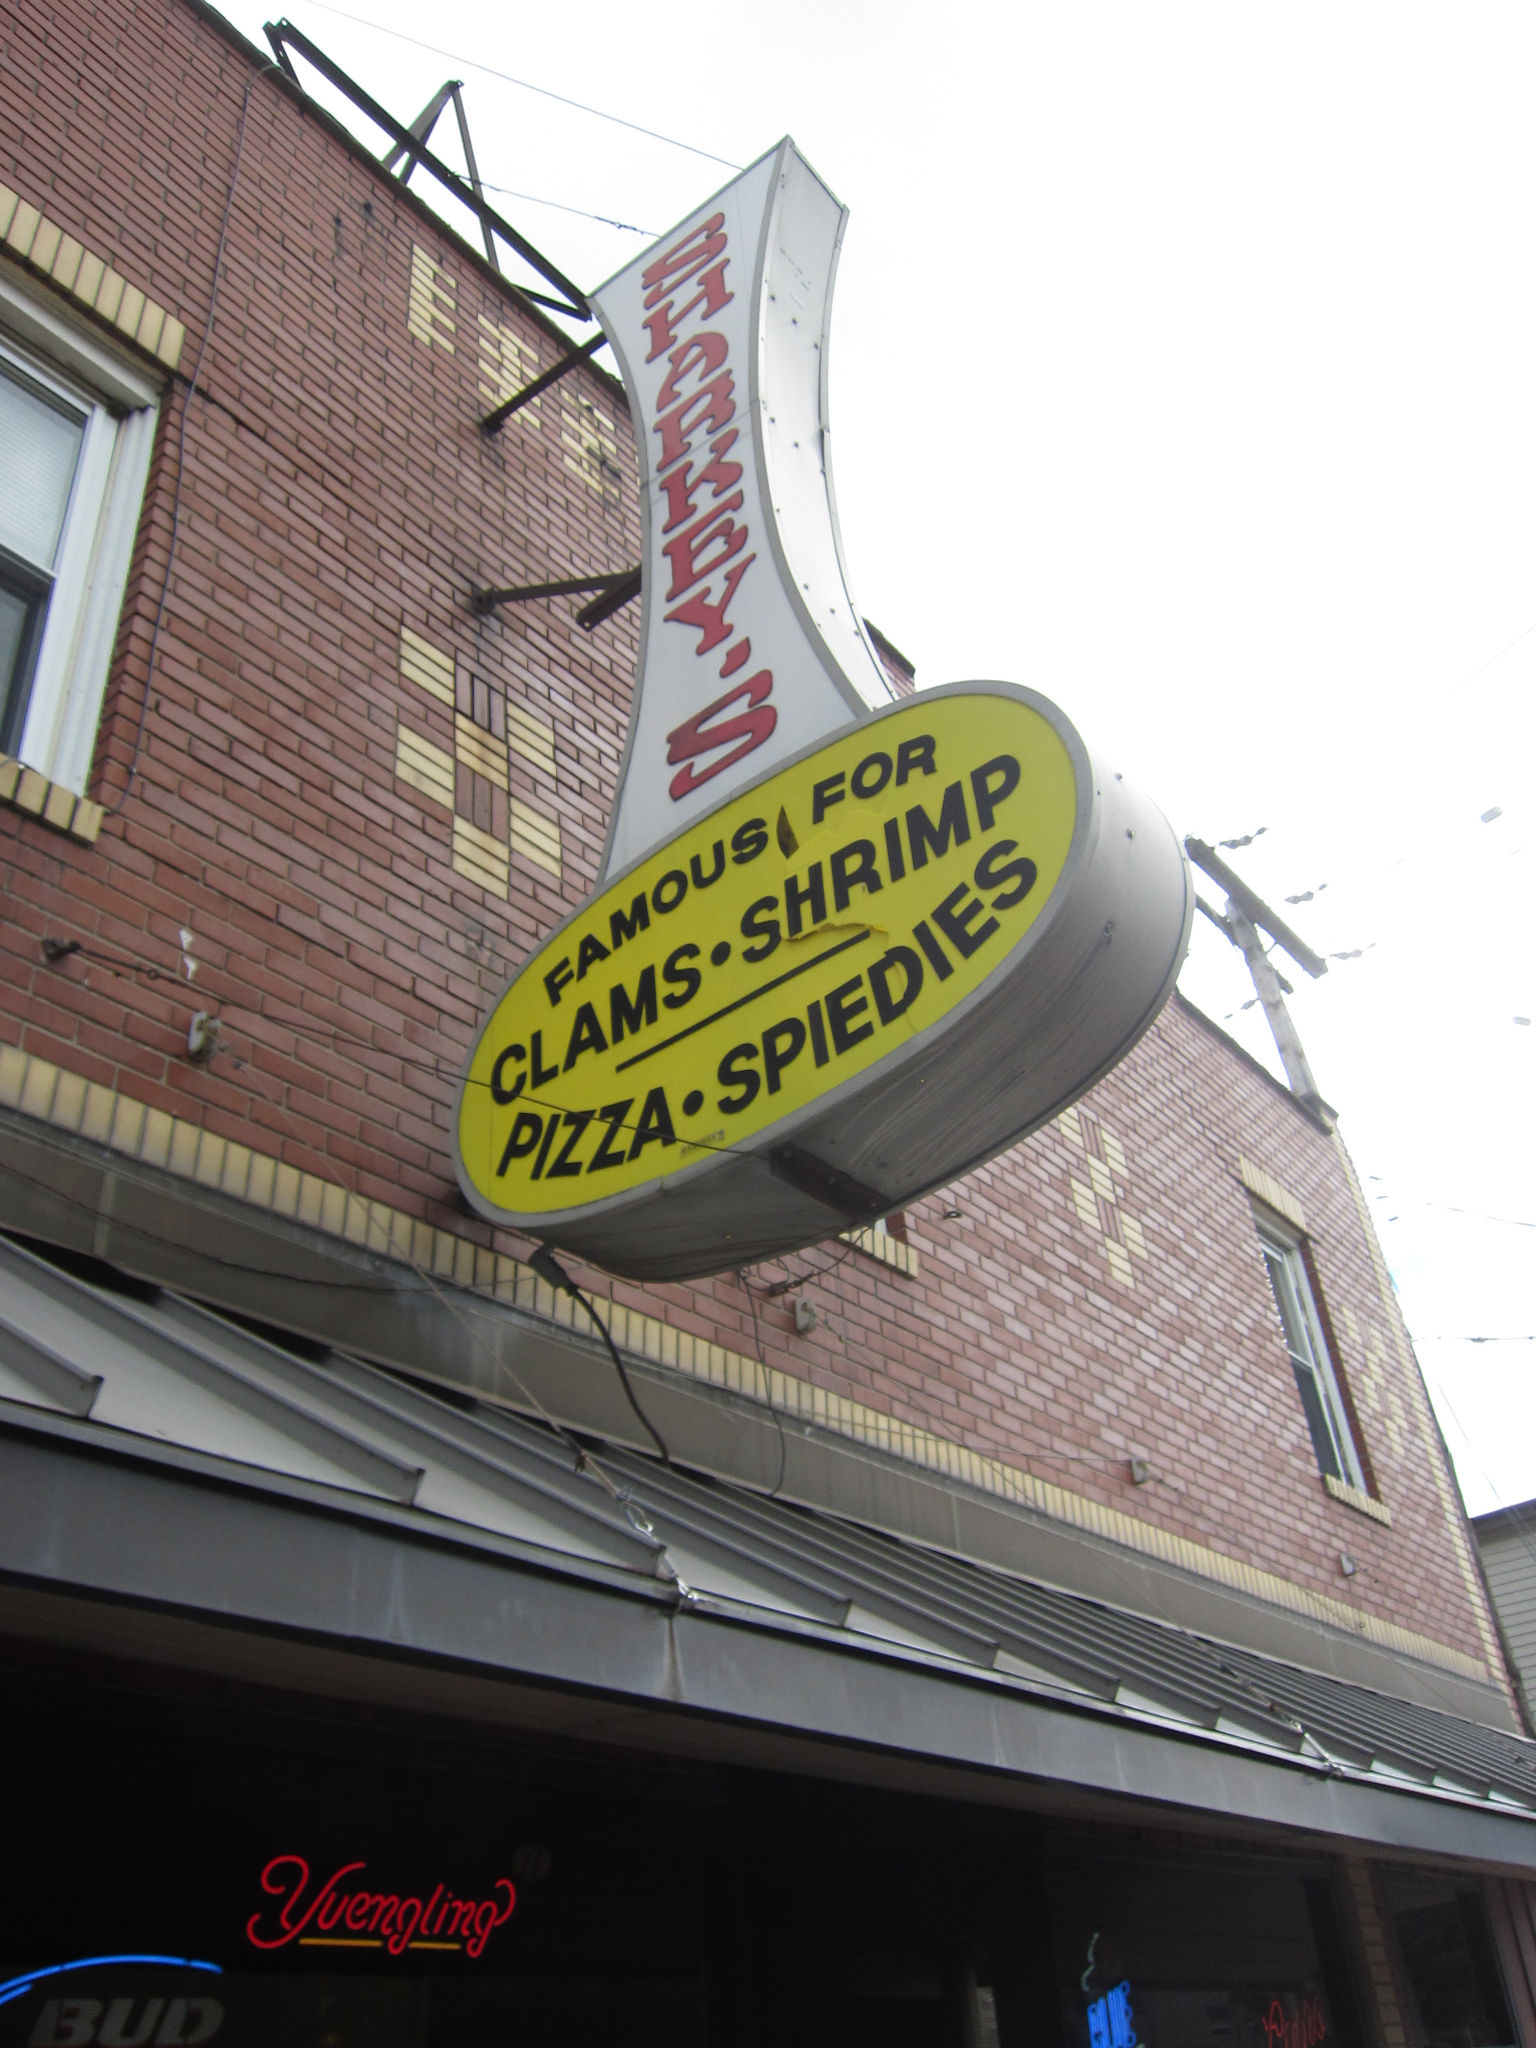 SHARKEY'S
FAMOUS FOR
CLAMS • SHRIMP
PIZZA • SPIEDIES
Yuengling
BUD